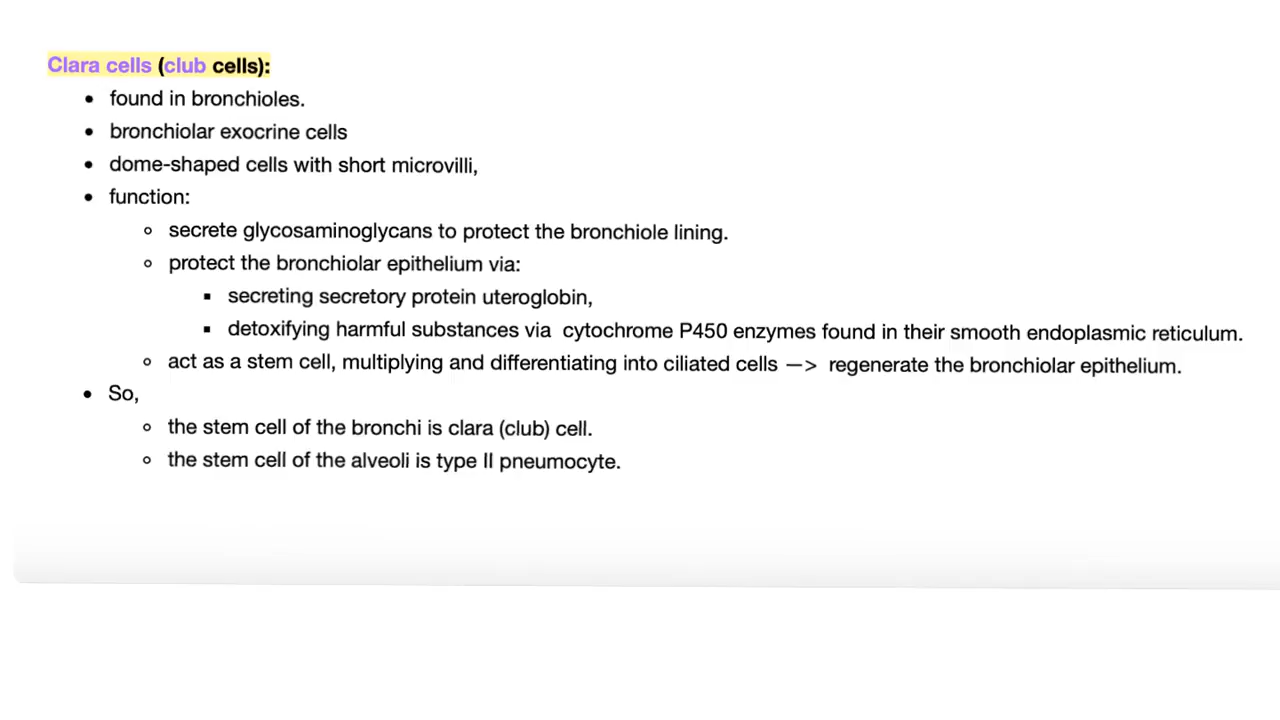 Clara cells (club cells):
• found in bronchioles.
• bronchiolar exocrine cells
• dome-shaped cells with short microvilli,
• function:
◦ secrete glycosaminoglycans to protect the bronchiole lining.
◦ protect the bronchiolar epithelium via:
▪ secreting secretory protein uteroglobin,
▪ detoxifying harmful substances via cytochrome P450 enzymes found in their smooth endoplasmic reticulum.
◦ act as a stem cell, multiplying and differentiating into ciliated cells —> regenerate the bronchiolar epithelium.
• So,
◦ the stem cell of the bronchi is clara (club) cell.
◦ the stem cell of the alveoli is type II pneumocyte.